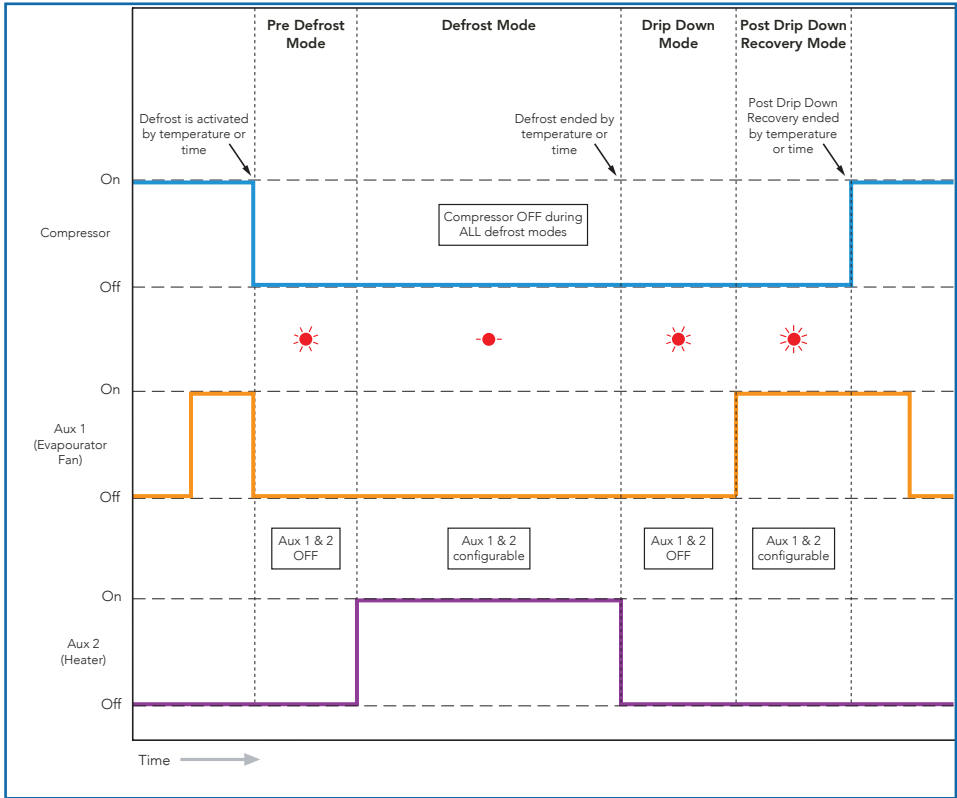 Pre Defrost
Mode
Defrost Mode
Drip Down
Mode
Post Drip Down
Recovery Mode
Defrost is activated
by temperature or
time
Defrost ended by
temperature or
time
Post Drip Down
Recovery ended
by temperature
or time
On
Compressor
Compressor OFF during
ALL defrost modes
Off
On
Aux 1
(Evapourator
Fan)
Off
Aux 1 & 2
OFF
Aux 1 & 2
configurable
Aux 1 & 2
OFF
Aux 1 & 2
configurable
On
Aux 2
(Heater)
Off
Time